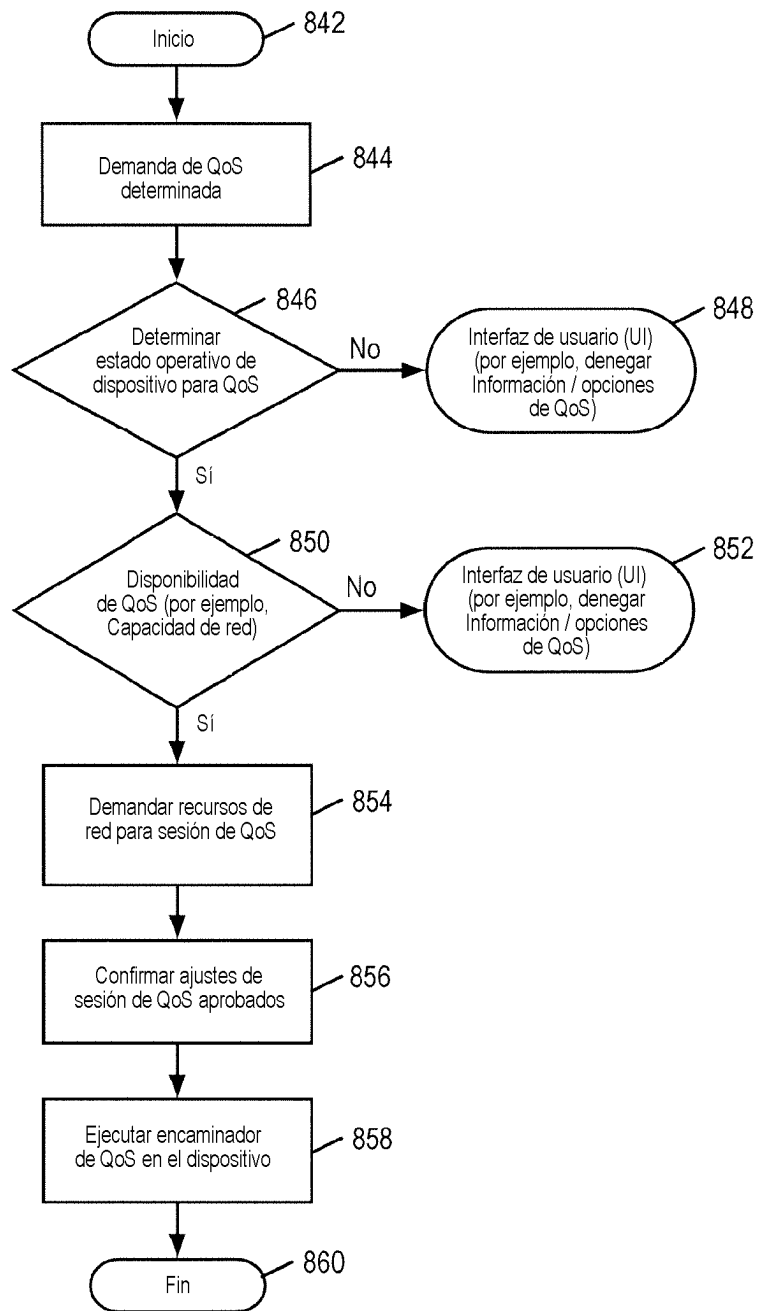 Inicio
842
Demanda de QoS
determinada
844
846
Determinar
estado operativo de
dispositivo para QoS
No
848
Interfaz de usuario (UI)
(por ejemplo, denegar
Información / opciones
de QoS)
Sí
850
Disponibilidad
de QoS (por ejemplo,
Capacidad de red)
No
852
Interfaz de usuario (UI)
(por ejemplo, denegar
Información / opciones
de QoS)
Sí
Demandar recursos de
red para sesión de QoS
854
Confirmar ajustes de
sesión de QoS aprobados
856
Ejecutar encaminador
de QoS en el dispositivo
858
Fin
860